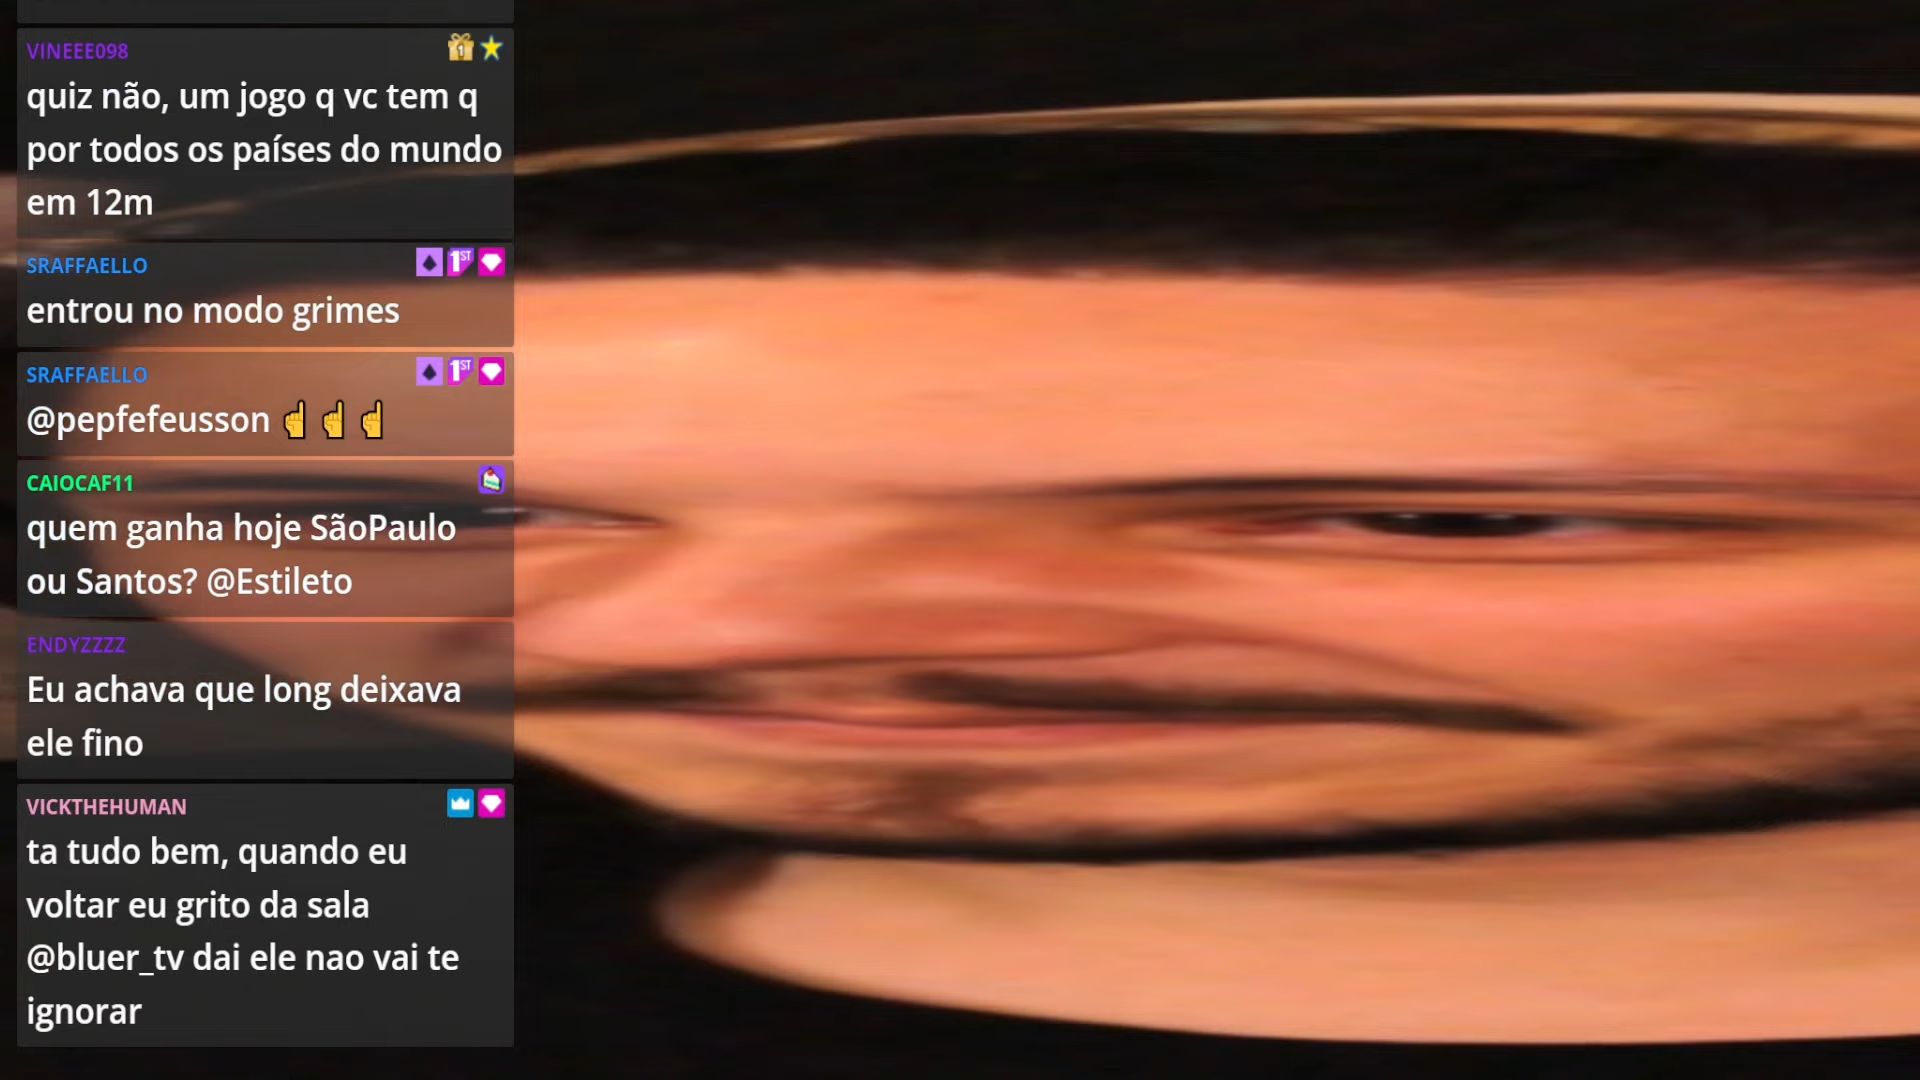 VINEEE098
quiz não, um jogo q vc tem q
por todos os países do mundo
em 12m
SRAFFAELLO
entrou no modo grimes
SRAFFAELLO
@pepfefeusson ☝☝☝
CAIOCAF11
quem ganha hoje SãoPaulo
ou Santos? @Estileto
ENDYZZZZ
Eu achava que long deixava
ele fino
VICKTHEHUMAN
ta tudo bem, quando eu
voltar eu grito da sala
@bluer_tv dai ele nao vai te
ignorar